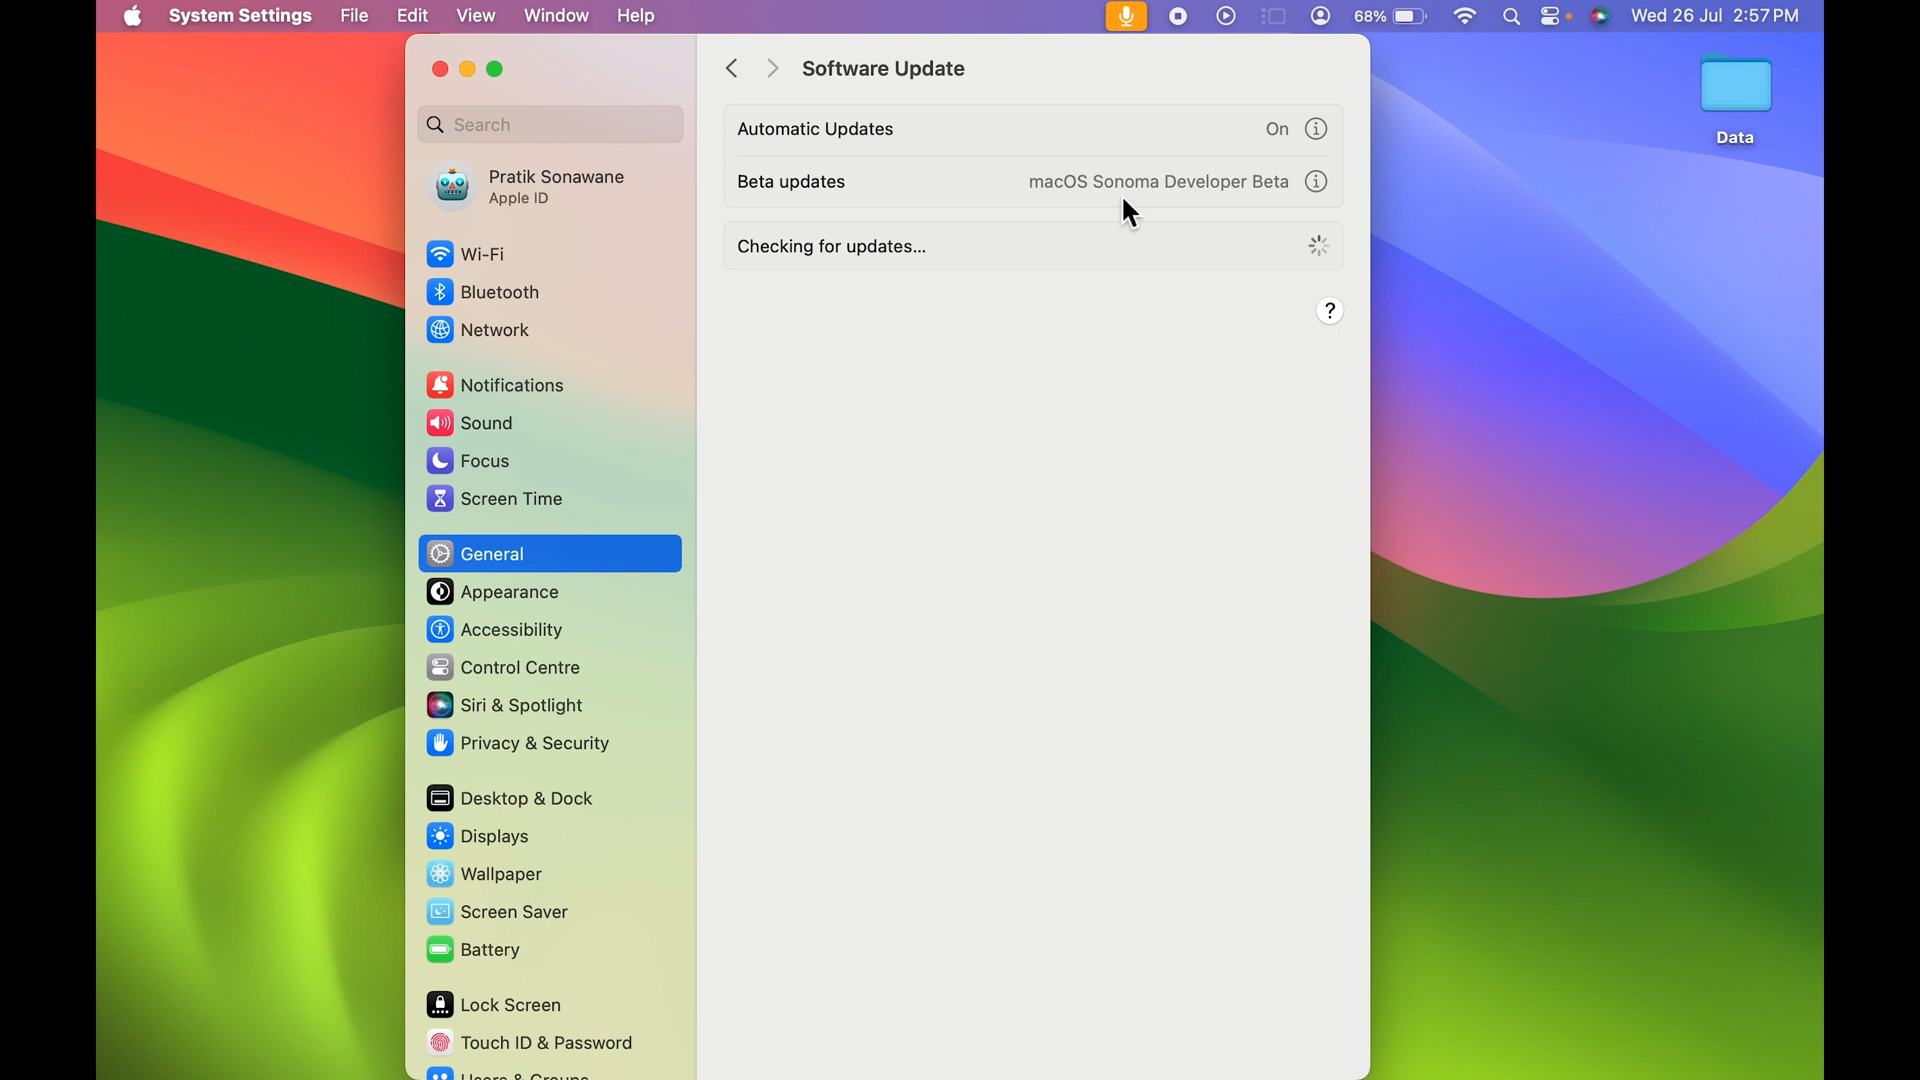 System Settings File Edit View Window Help 68% Wed 26 Jul 2:57 PM
Software Update
Search
Pratik Sonawane
Apple ID
Wi-Fi
Bluetooth
Network
Notifications
Sound
Focus
Screen Time
General
Appearance
Accessibility
Control Centre
Siri & Spotlight
Privacy & Security
Desktop & Dock
Displays
Wallpaper
Screen Saver
Battery
Lock Screen
Touch ID & Password
Users & Groups
Automatic Updates On
Beta updates macOS Sonoma Developer Beta
Checking for updates...
?
Data